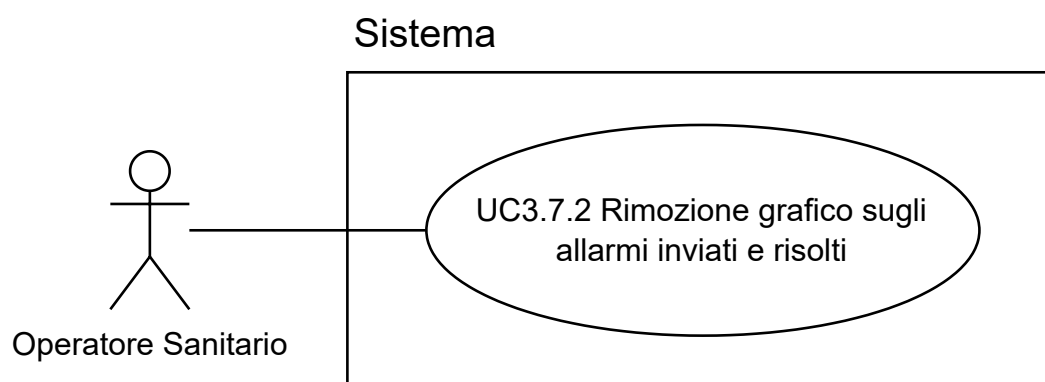 Sistema
UC3.7.2 Rimozione grafico sugli
allarmi inviati e risolti
Operatore Sanitario